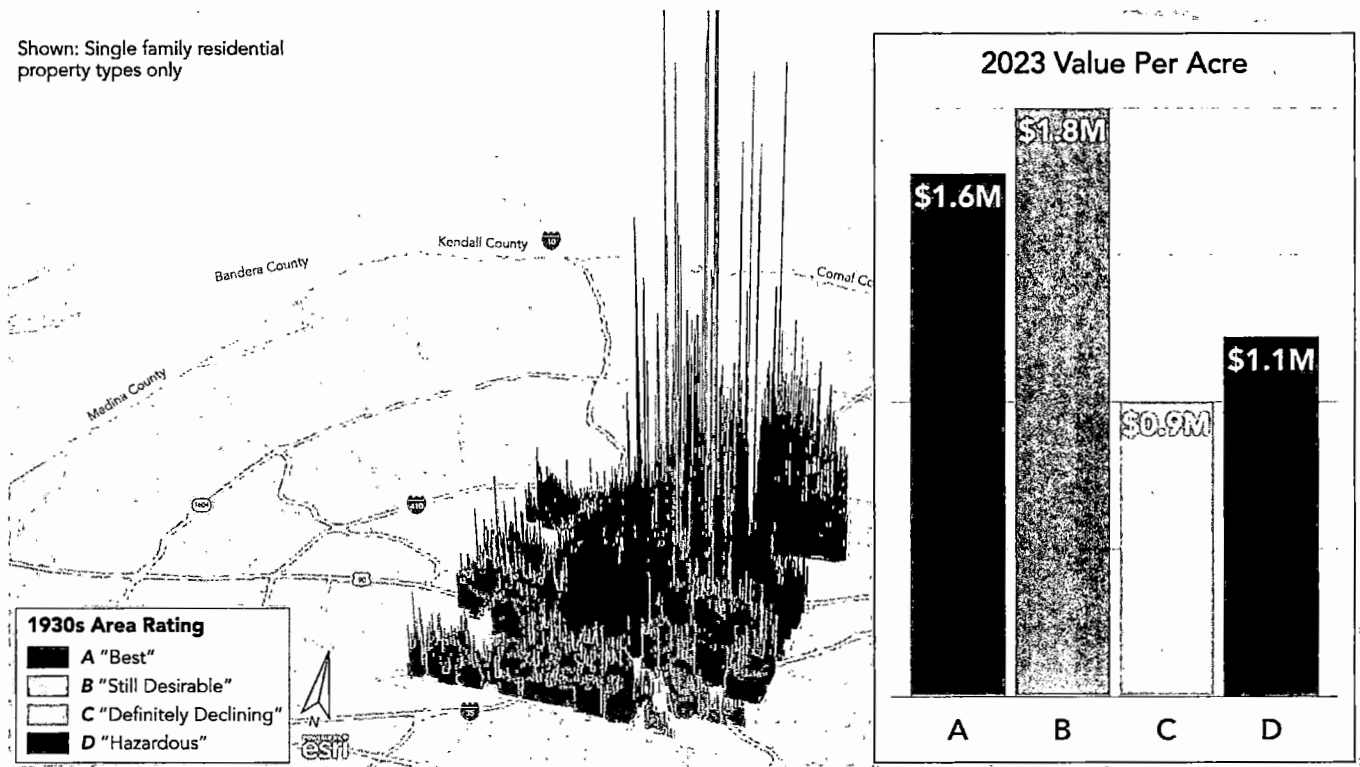 Shown: Single family residential
property types only
Kendall County
10
Bandera County
Comal Co
Medina County
1604
410
90
35
1930s Area Rating
A "Best"
B "Still Desirable"
C "Definitely Declining"
D "Hazardous"
N
esri
2023 Value Per Acre
$1.6M
$1.8M
$0.9M
$1.1M
A
B
C
D